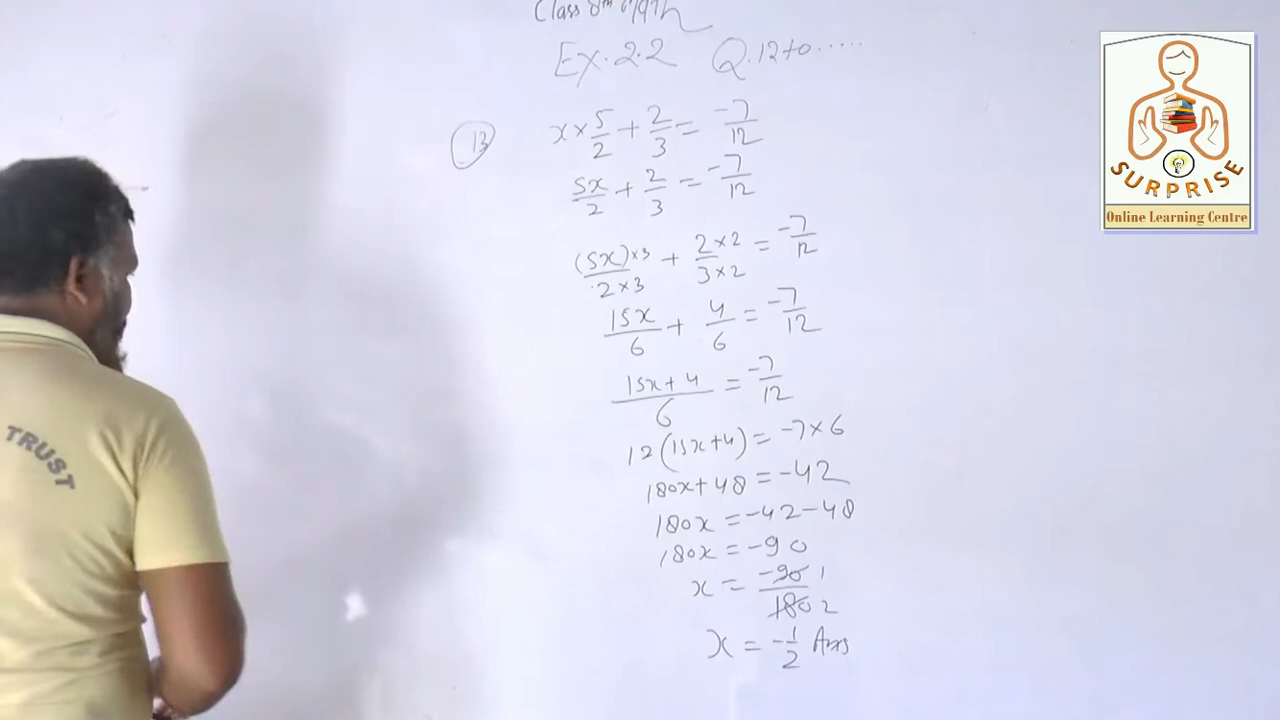 Class 8th Math
Ex. 2.2 Q. 12 to .....
13 x × 5/2 + 2/3 = -7/12
5x/2 + 2/3 = -7/12
(5x)×3/2×3 + 2×2/3×2 = -7/12
15x/6 + 4/6 = -7/12
15x+4/6 = -7/12
12(15x+4) = -7×6
180x+48 = -42
180x = -42-48
180x = -90
x = -90 1/180 2
x = -1/2 Ans
TRUST
SURPRISE
Online Learning Centre